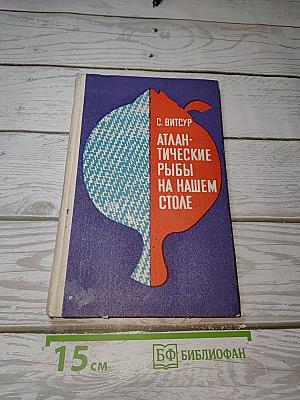 С. ВИТСУР
АТЛАН-
ТИЧЕСКИЕ
РЫБЫ
НА НАШЕМ
СТОЛЕ
15 см
БФ БИБЛИОФАН